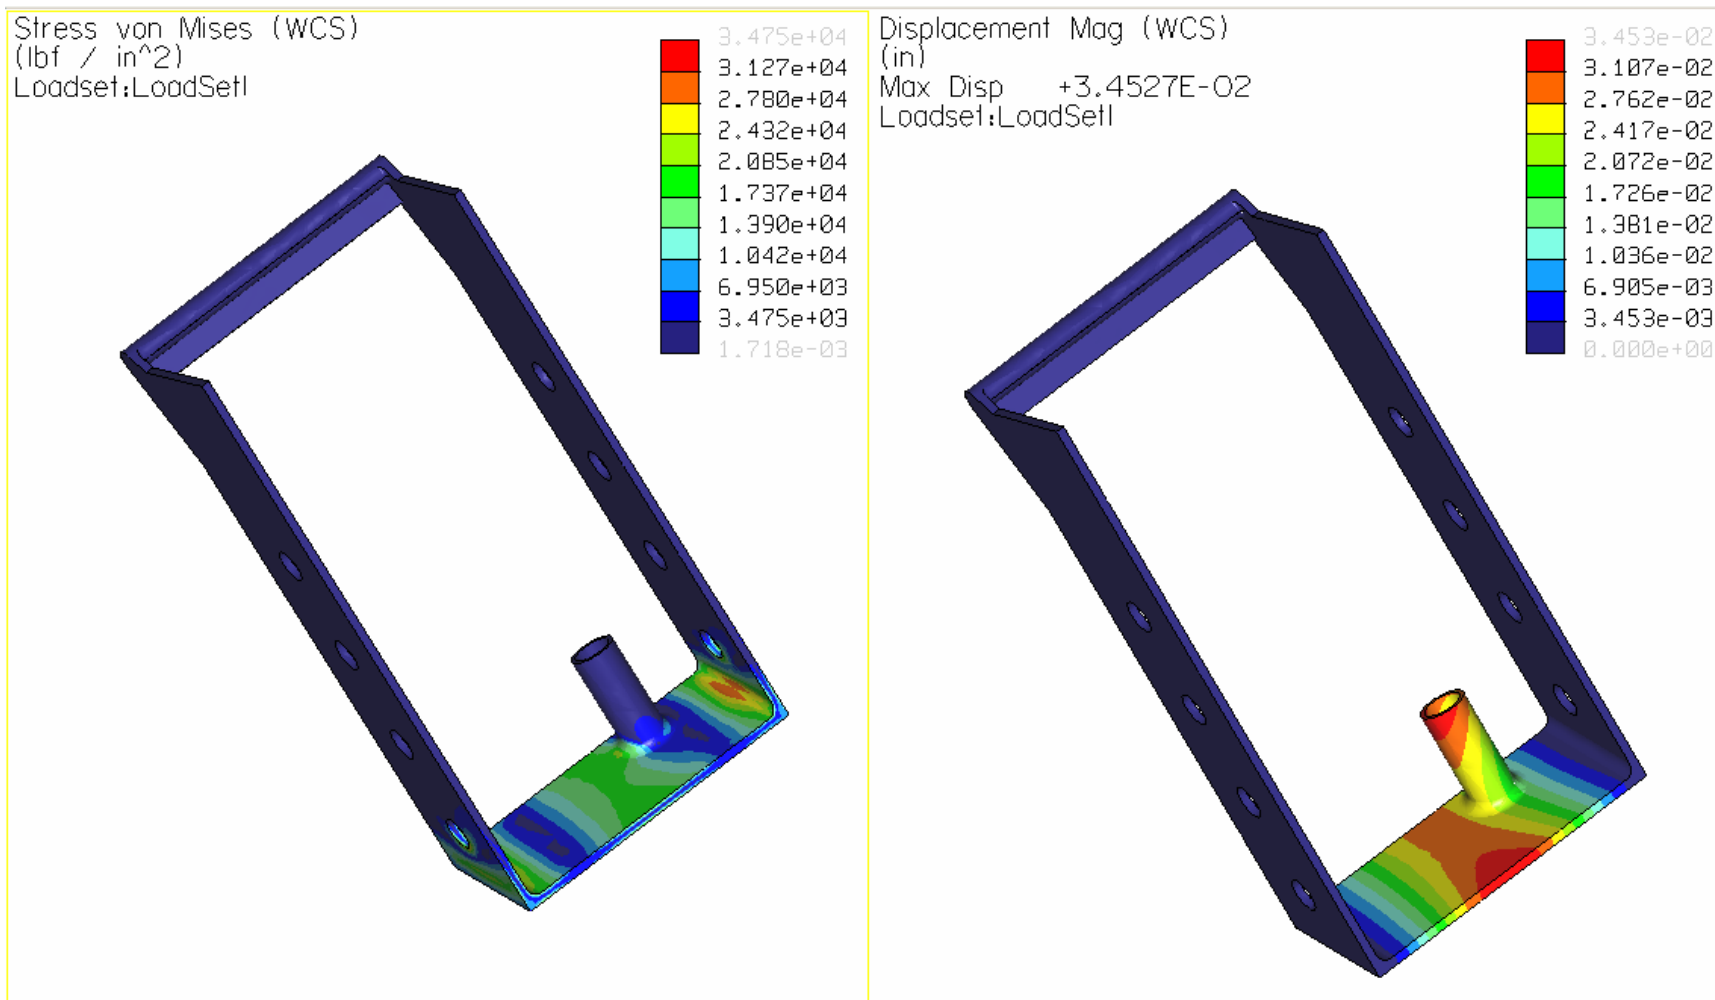 Stress von Mises (WCS)
(lbf / in^2)
Loadset:LoadSet1
3.475e+04
3.127e+04
2.780e+04
2.432e+04
2.085e+04
1.737e+04
1.390e+04
1.042e+04
6.950e+03
3.475e+03
1.718e-03
Displacement Mag (WCS)
(in)
Max Disp +3.4527E-02
Loadset:LoadSet1
3.453e-02
3.107e-02
2.762e-02
2.417e-02
2.072e-02
1.726e-02
1.381e-02
1.036e-02
6.905e-03
3.453e-03
0.000e+00